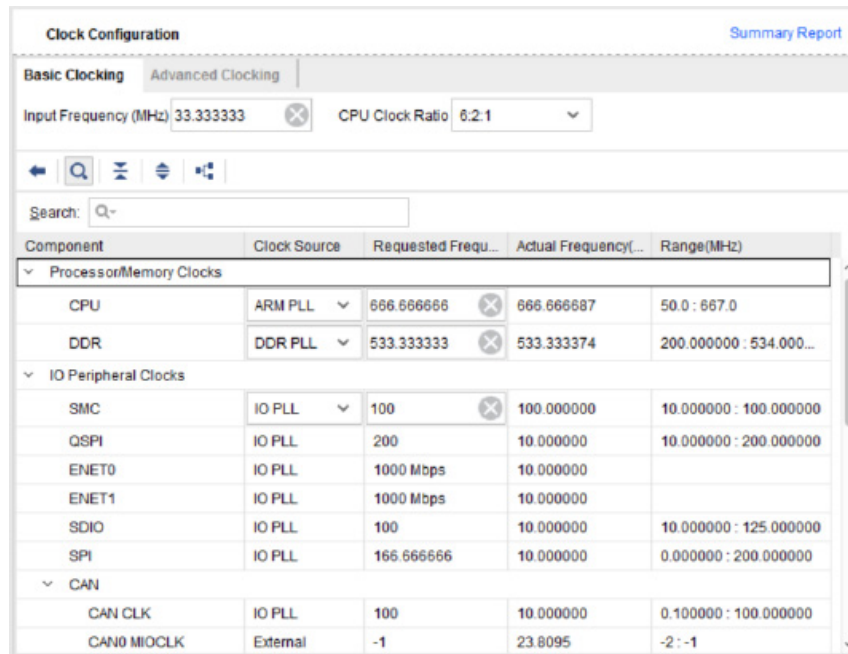 Clock Configuration Summary Report
Basic Clocking Advanced Clocking
Input Frequency (MHz) 33.333333 CPU Clock Ratio 6:2:1
Search:
Component Clock Source Requested Frequ... Actual Frequency(... Range(MHz)
Processor/Memory Clocks
CPU ARM PLL 666.666666 666.666687 50.0 : 667.0
DDR DDR PLL 533.333333 533.333374 200.000000 : 534.000...
IO Peripheral Clocks
SMC IO PLL 100 100.000000 10.000000 : 100.000000
QSPI IO PLL 200 10.000000 10.000000 : 200.000000
ENET0 IO PLL 1000 Mbps 10.000000
ENET1 IO PLL 1000 Mbps 10.000000
SDIO IO PLL 100 10.000000 10.000000 : 125.000000
SPI IO PLL 166.666666 10.000000 0.000000 : 200.000000
CAN
CAN CLK IO PLL 100 10.000000 0.100000 : 100.000000
CAN0 MIOCLK External -1 23.8095 -2 : -1